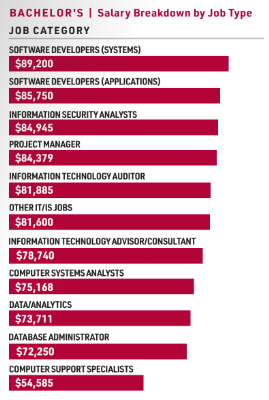 BACHELOR'S | Salary Breakdown by Job Type
JOB CATEGORY
SOFTWARE DEVELOPERS (SYSTEMS)
$89,200
SOFTWARE DEVELOPERS (APPLICATIONS)
$85,750
INFORMATION SECURITY ANALYSTS
$84,945
PROJECT MANAGER
$84,379
INFORMATION TECHNOLOGY AUDITOR
$81,885
OTHER IT/IS JOBS
$81,600
INFORMATION TECHNOLOGY ADVISOR/CONSULTANT
$78,740
COMPUTER SYSTEMS ANALYSTS
$75,168
DATA/ANALYTICS
$73,711
DATABASE ADMINISTRATOR
$72,250
COMPUTER SUPPORT SPECIALISTS
$54,585